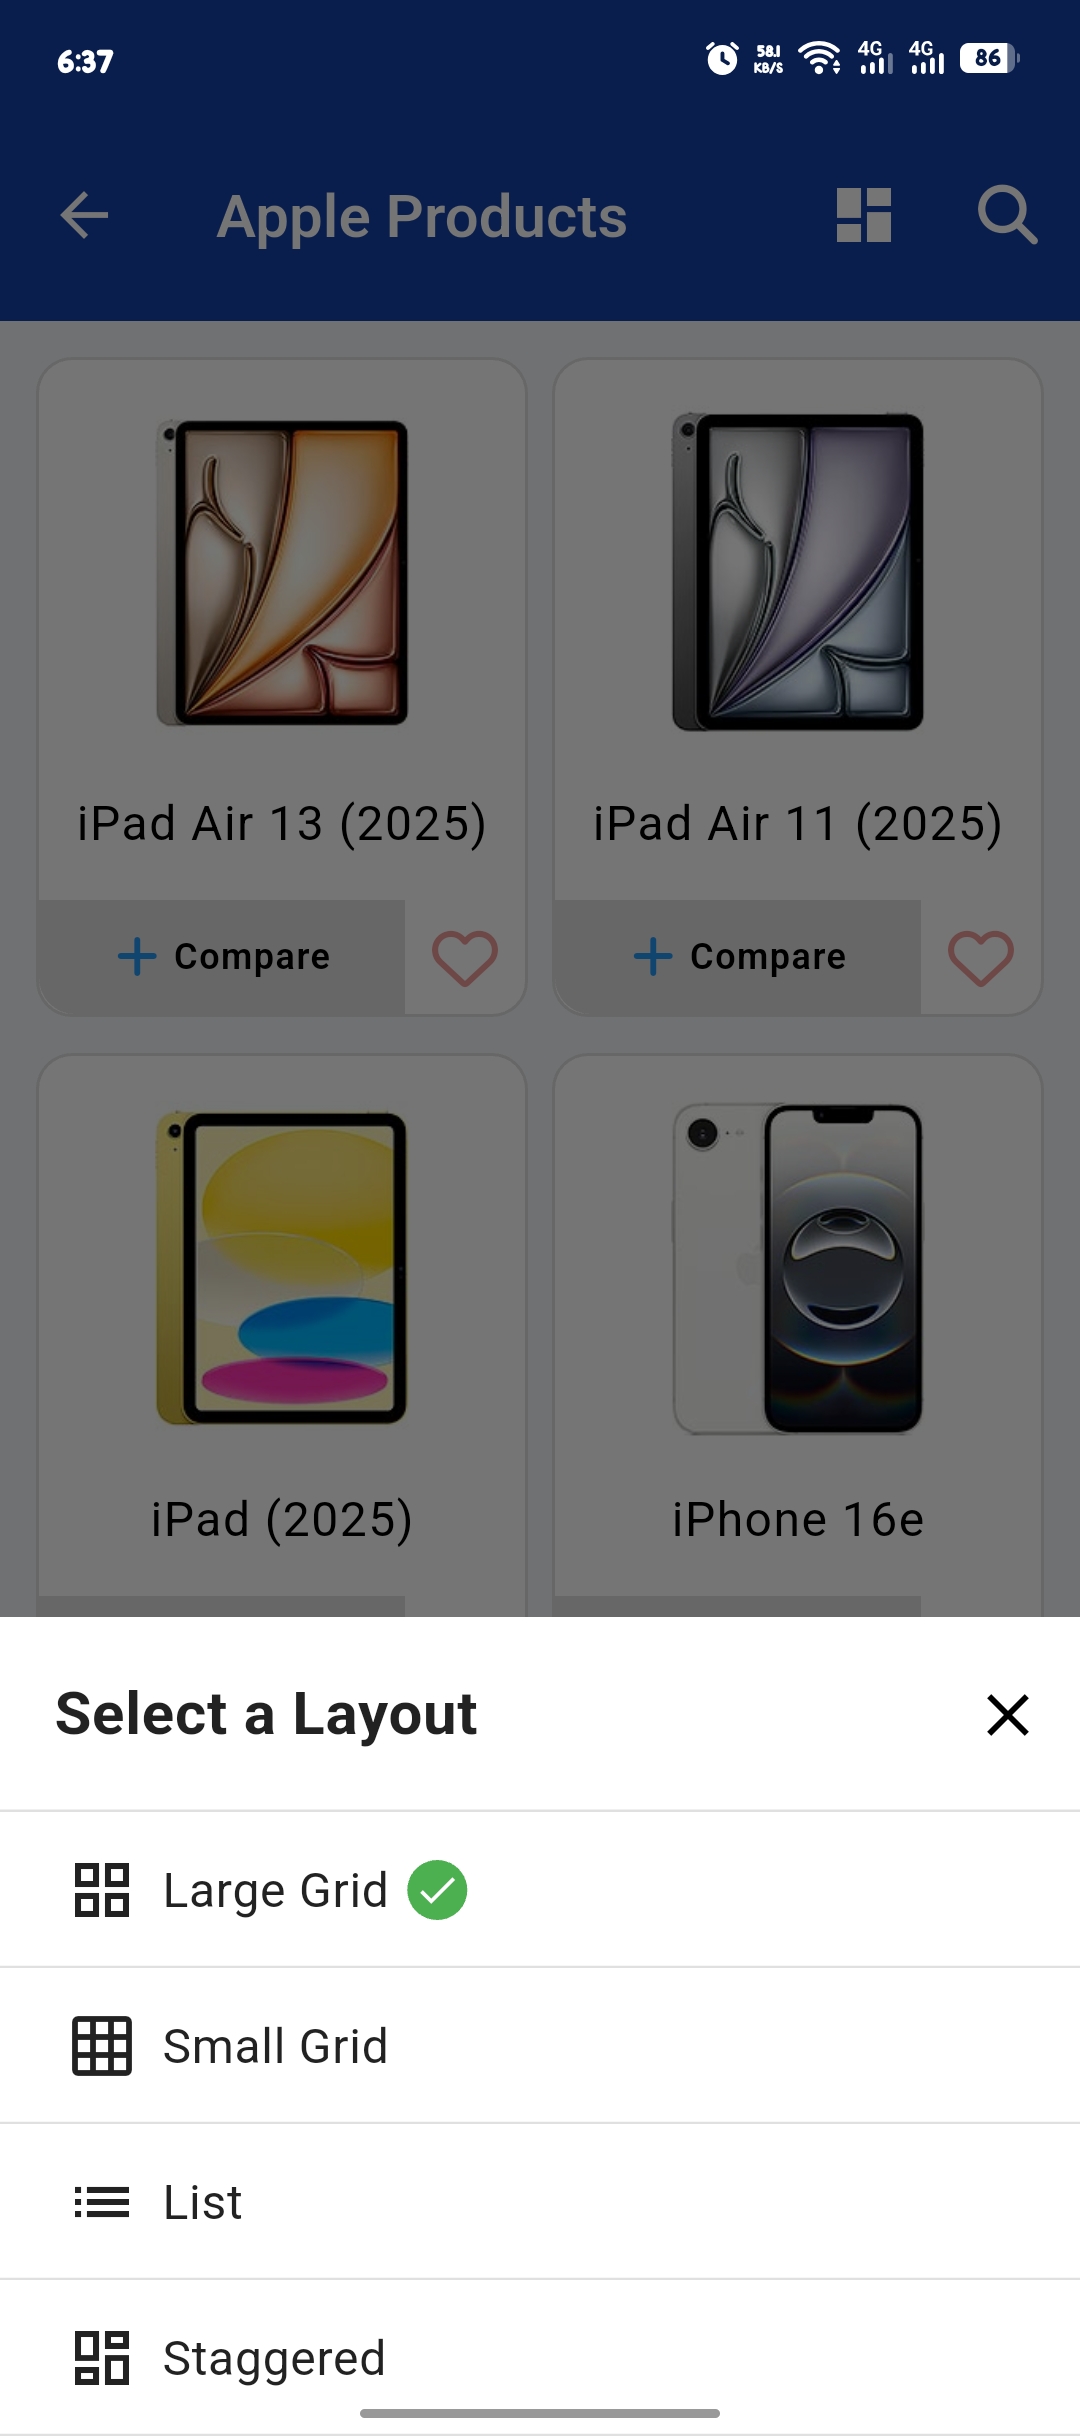 6:37
58.1 KB/S 4G 4G 86
Apple Products
iPad Air 13 (2025)
iPad Air 11 (2025)
Compare
Compare
iPad (2025)
iPhone 16e
Select a Layout
Large Grid
Small Grid
List
Staggered